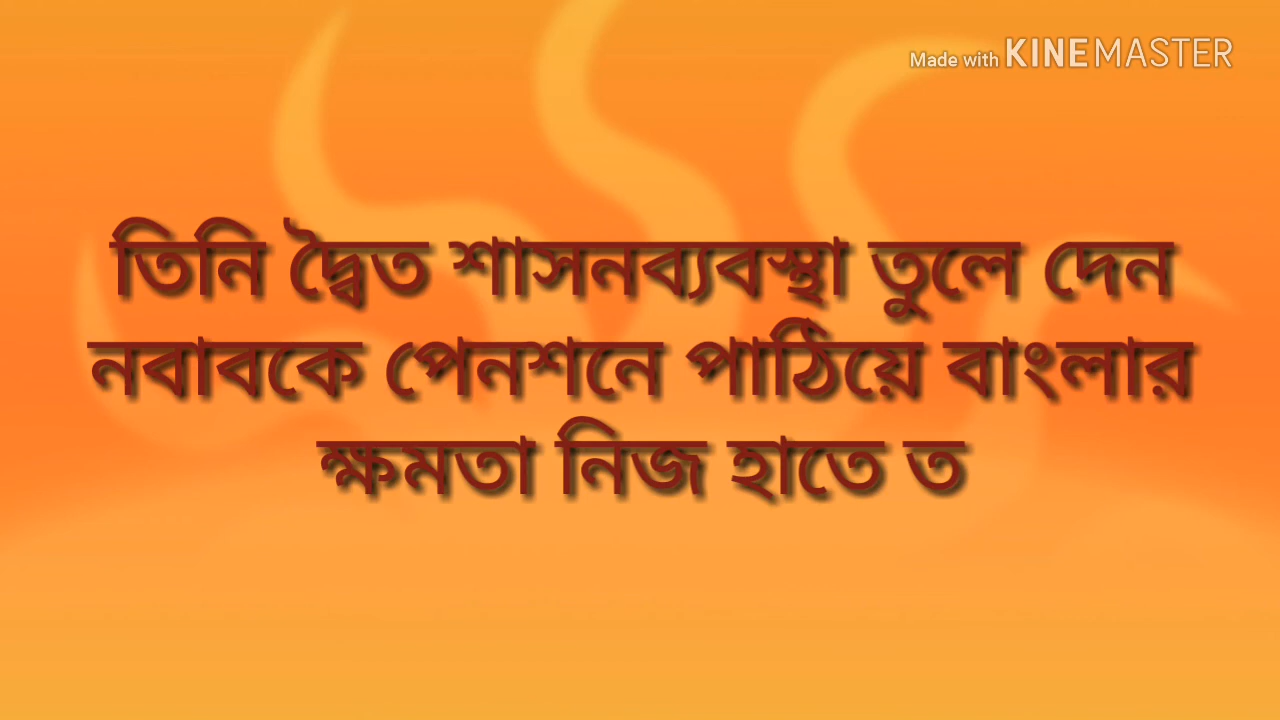 Made with KINEMASTER
তিনি দ্বৈত শাসনব্যবস্থা তুলে দেন
নবাবকে পেনশনে পাঠিয়ে বাংলার
ক্ষমতা নিজ হাতে ত